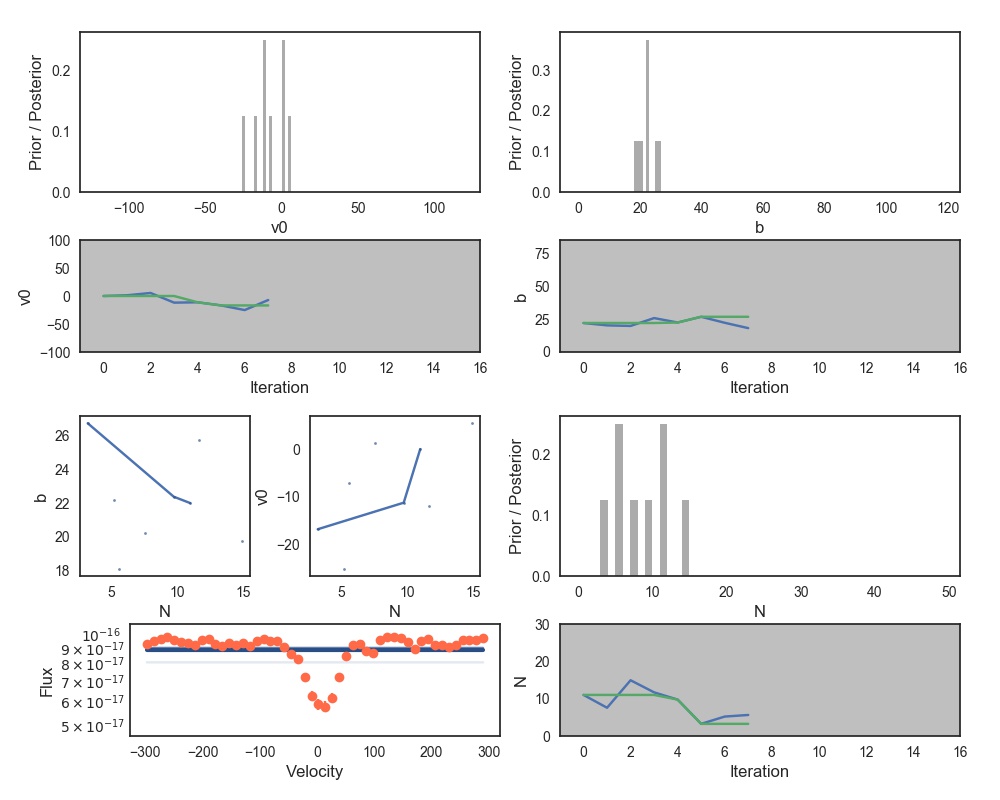 Prior / Posterior
0.2
0.1
0.0
−100 −50 0 50 100
v0
Prior / Posterior
0.3
0.2
0.1
0.0
0 20 40 60 80 100 120
b
v0
100
50
0
−50
−100
0 2 4 6 8 10 12 14 16
Iteration
b
75
50
25
0
0 2 4 6 8 10 12 14 16
Iteration
b
26
24
22
20
18
5 10 15
N
v0
0
−10
−20
5 10 15
N
Prior / Posterior
0.2
0.1
0.0
0 10 20 30 40 50
N
Flux
10⁻¹⁶
9 × 10⁻¹⁷
8 × 10⁻¹⁷
7 × 10⁻¹⁷
6 × 10⁻¹⁷
5 × 10⁻¹⁷
−300 −200 −100 0 100 200 300
Velocity
N
30
20
10
0
0 2 4 6 8 10 12 14 16
Iteration